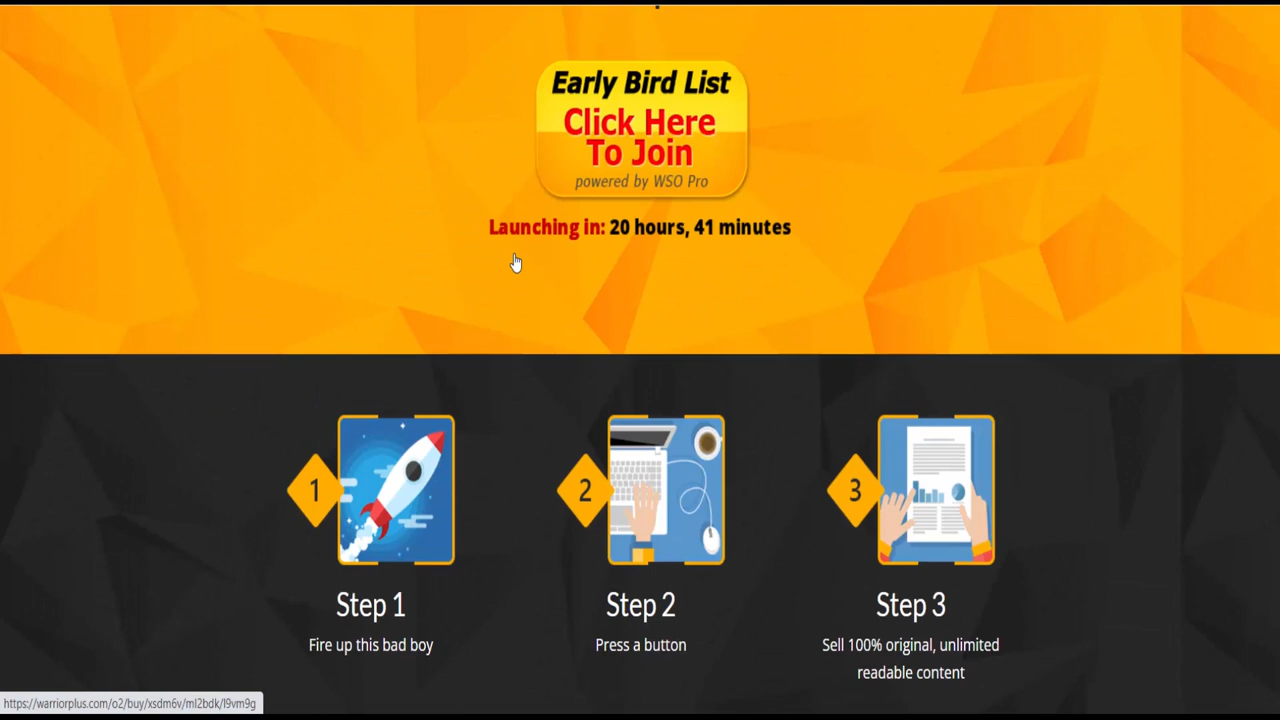 Early Bird List
Click Here
To Join
powered by WSO Pro
Launching in: 20 hours, 41 minutes
1
2
3
Step 1
Step 2
Step 3
Fire up this bad boy
Press a button
Sell 100% original, unlimited
readable content
https://warriorplus.com/o2/buy/xsdm6v/ml2bdk/l9vm9g